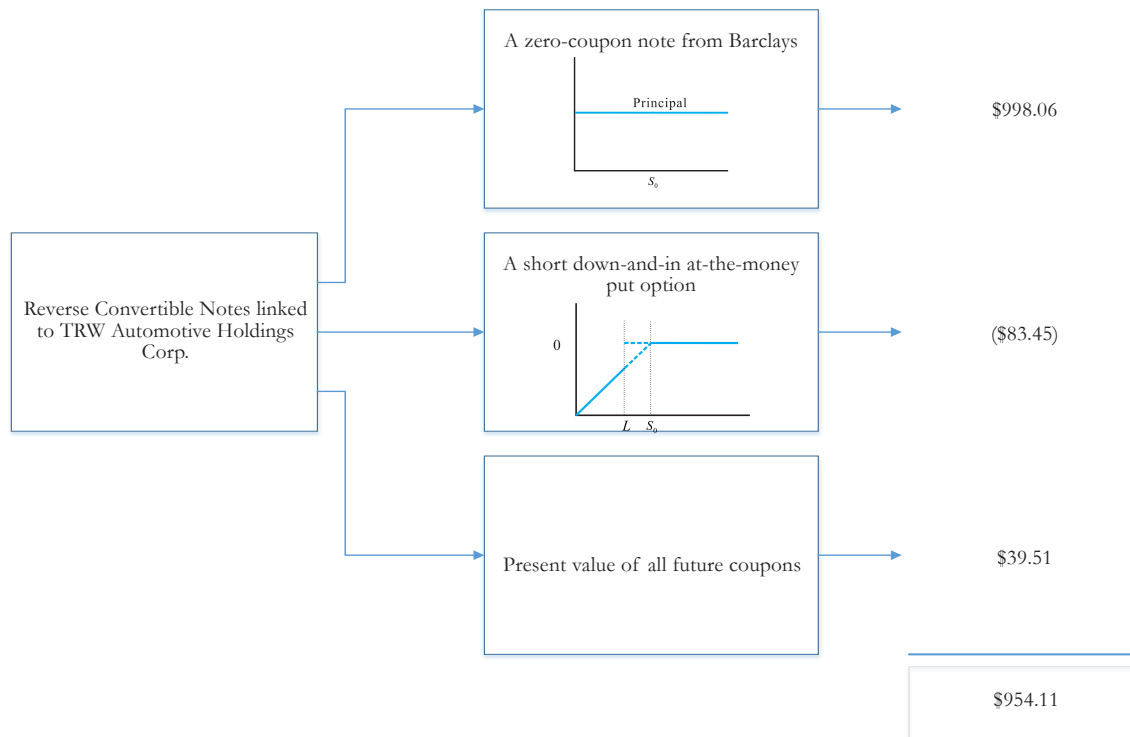 A zero-coupon note from Barclays
Principal
S₀
$998.06
Reverse Convertible Notes linked
to TRW Automotive Holdings
Corp.
A short down-and-in at-the-money
put option
0
L S₀
($83.45)
Present value of all future coupons
$39.51
$954.11